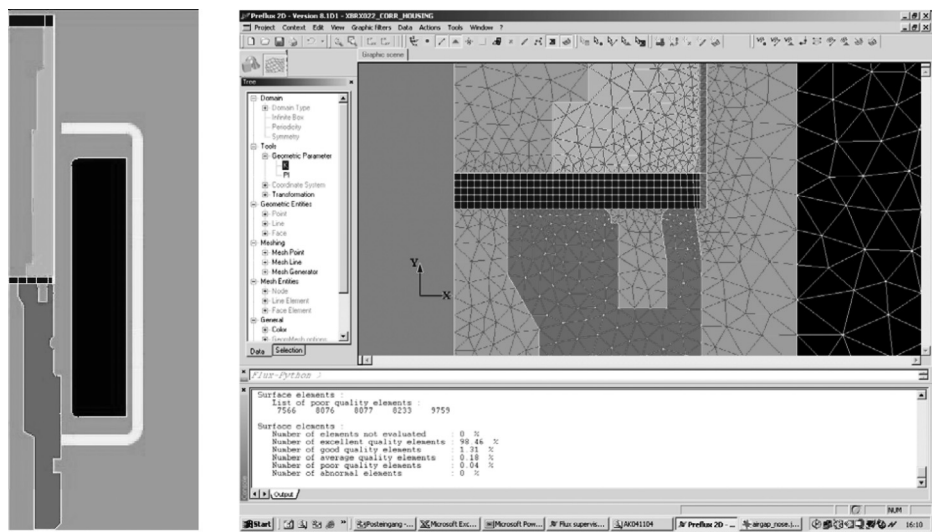 Preflux 2D - Version 8.1D1 - XBRX022_CORR_HOUSING
Project Context Edit View Graphic filters Data Actions Tools Window ?
Graphic scene
Tree
Domain
Domain Type
Infinite Box
Periodicity
Symmetry
Tools
Geometric Parameter
PI
Coordinate System
Transformation
Geometric Entities
Point
Line
Face
Meshing
Mesh Point
Mesh Line
Mesh Generator
Mesh Entities
Node
Line Element
Face Element
General
Color
Data Selection
Y
X
Flux-Python
Surface elements :
List of poor quality elements :
7566 8076 8077 8233 9759
Surface elements :
Number of elements not evaluated : 0 %
Number of excellent quality elements : 98.46 %
Number of good quality elements : 1.31 %
Number of average quality elements : 0.18 %
Number of poor quality elements : 0.04 %
Number of abnormal elements : 0 %
Output
NUM
Start Posteingang - ... Microsoft Exc... Microsoft Pow... Flux supervis... AK041104 Preflux 2D - ... airgap_nose.j... 16:10